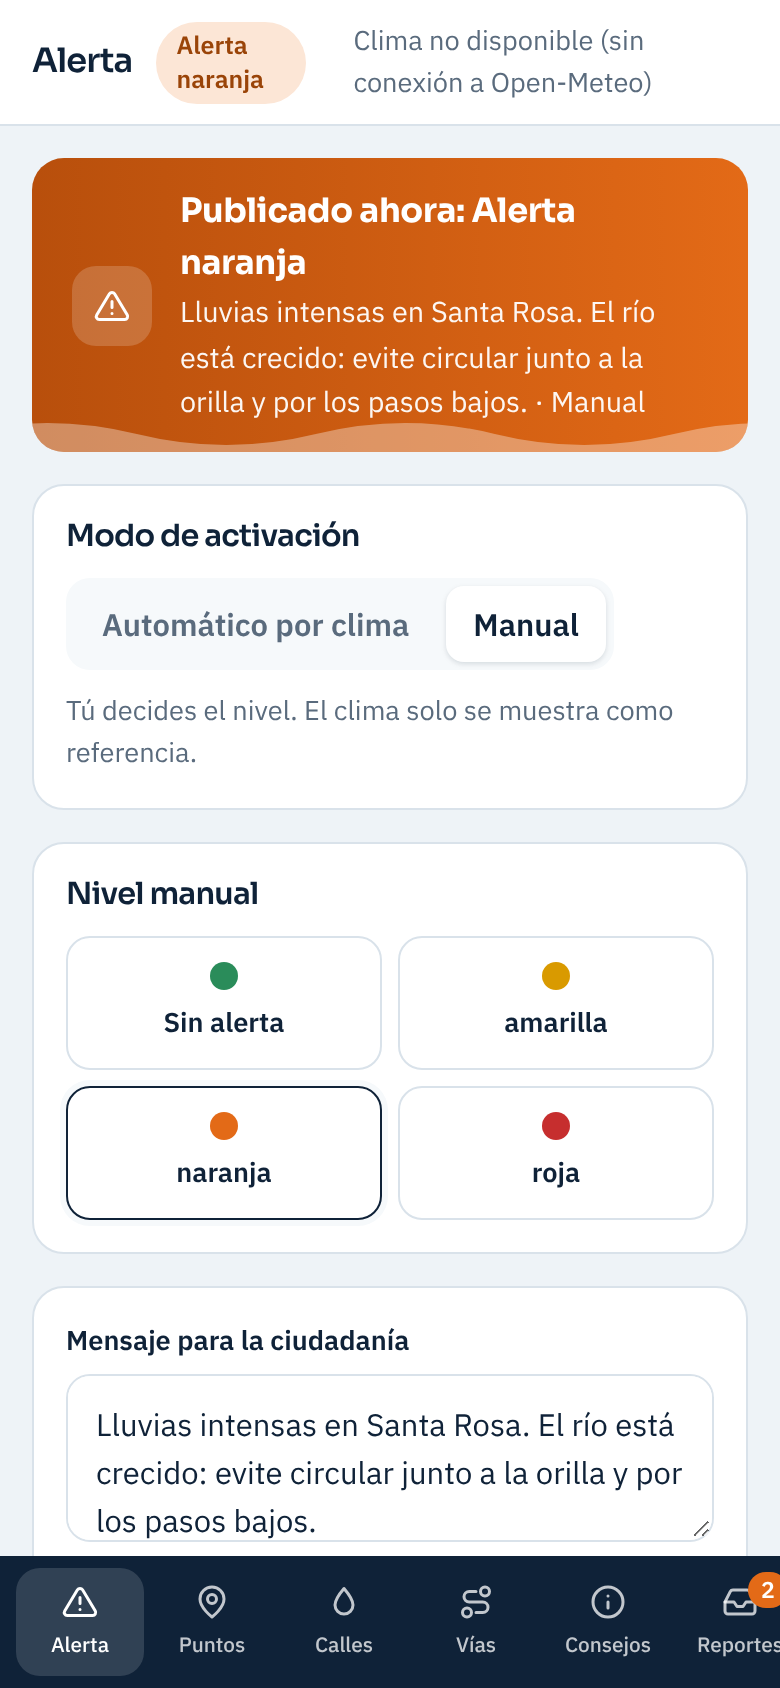 Alerta
Alerta
naranja
Clima no disponible (sin
conexión a Open-Meteo)
Publicado ahora: Alerta
naranja
Lluvias intensas en Santa Rosa. El río
está crecido: evite circular junto a la
orilla y por los pasos bajos. · Manual
Modo de activación
Automático por clima
Manual
Tú decides el nivel. El clima solo se muestra como
referencia.
Nivel manual
Sin alerta
amarilla
naranja
roja
Mensaje para la ciudadanía
Lluvias intensas en Santa Rosa. El río está
crecido: evite circular junto a la orilla y por
los pasos bajos.
Alerta
Puntos
Calles
Vías
Consejos
2
Reportes